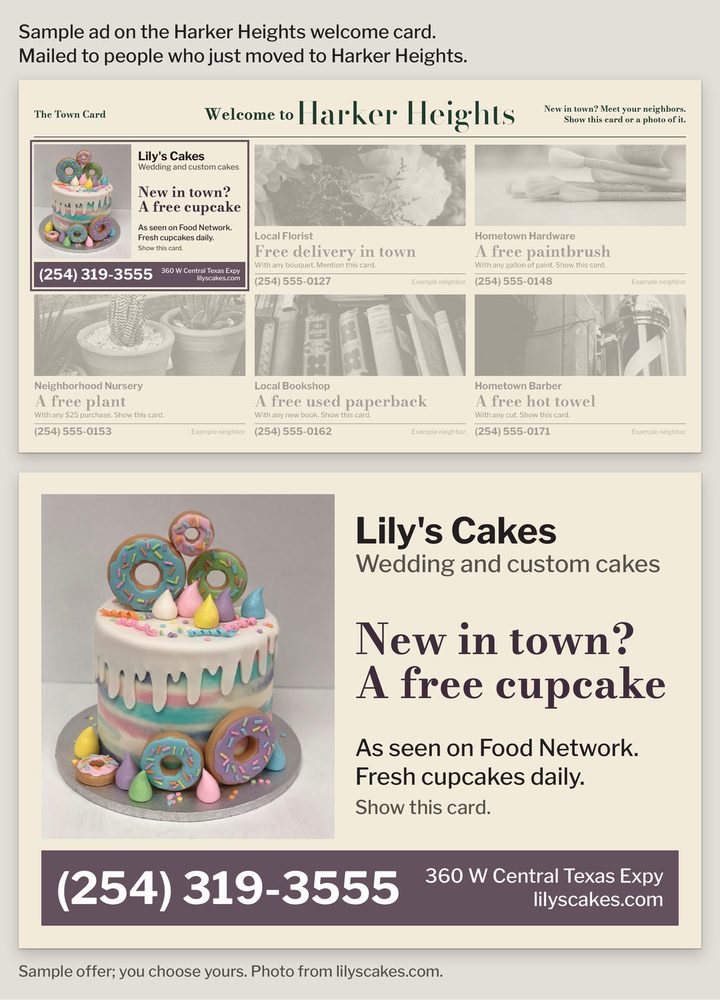 Sample ad on the Harker Heights welcome card.
Mailed to people who just moved to Harker Heights.
The Town Card
Welcome to Harker Heights
New in town? Meet your neighbors.
Show this card or a photo of it.
Lily's Cakes
Wedding and custom cakes
New in town?
A free cupcake
As seen on Food Network.
Fresh cupcakes daily.
Show this card.
(254) 319-3555
360 W Central Texas Expy
lilyscakes.com
Local Florist
Free delivery in town
With any bouquet. Mention this card.
(254) 555-0127
Example neighbor
Hometown Hardware
A free paintbrush
With any gallon of paint. Show this card.
(254) 555-0148
Example neighbor
Neighborhood Nursery
A free plant
With any $25 purchase. Show this card.
(254) 555-0153
Example neighbor
Local Bookshop
A free used paperback
With any new book. Show this card.
(254) 555-0162
Example neighbor
Hometown Barber
A free hot towel
With any cut. Show this card.
(254) 555-0171
Example neighbor
Lily's Cakes
Wedding and custom cakes
New in town?
A free cupcake
As seen on Food Network.
Fresh cupcakes daily.
Show this card.
(254) 319-3555
360 W Central Texas Expy
lilyscakes.com
Sample offer; you choose yours. Photo from lilyscakes.com.